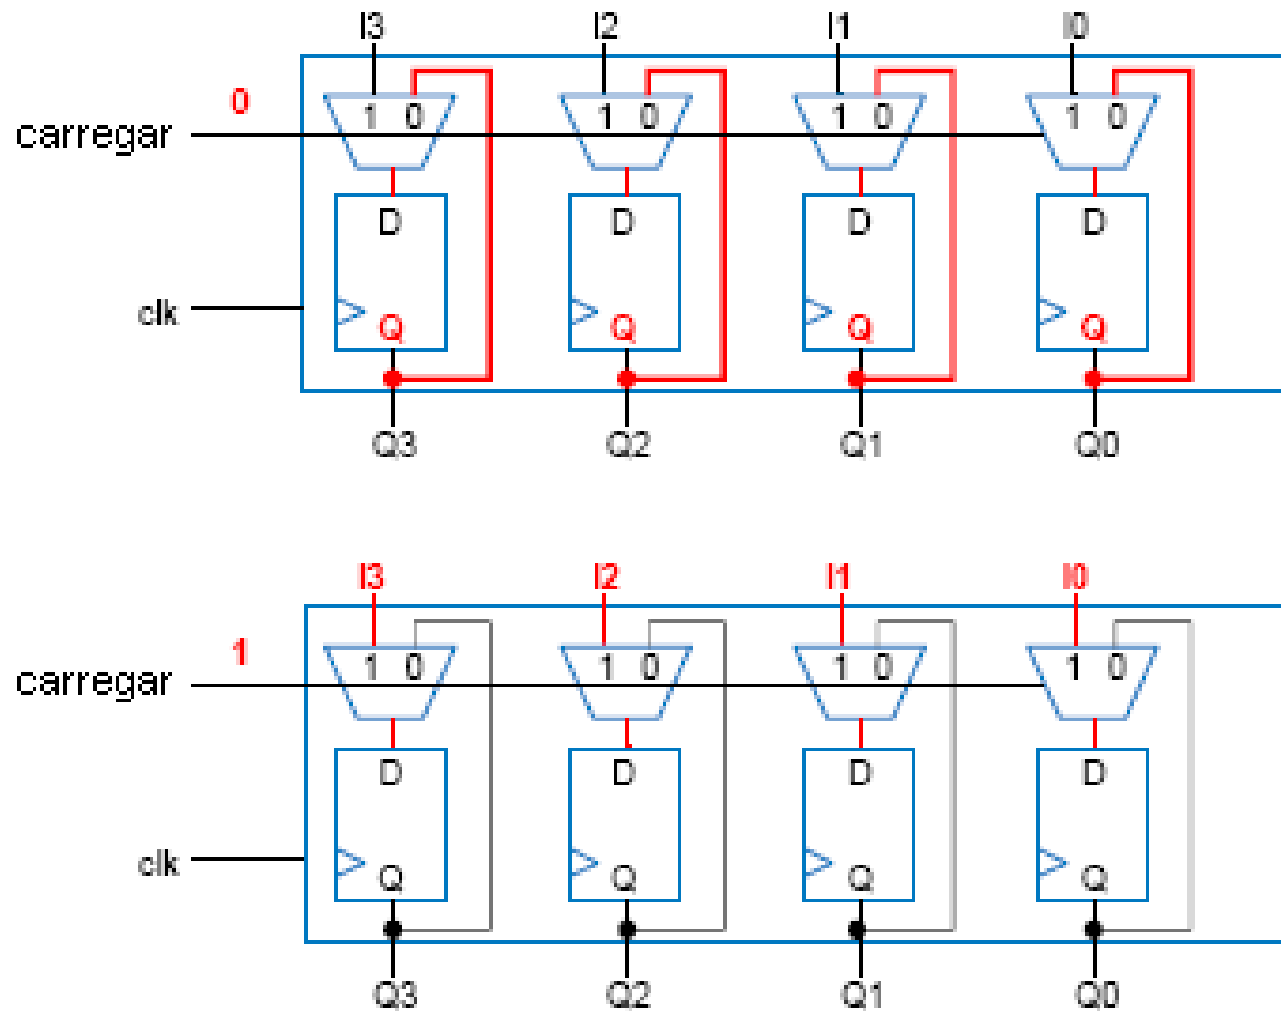 I3 I2 I1 I0
0
1 0 1 0 1 0 1 0
carregar
D D D D
clk
Q Q Q Q
Q3 Q2 Q1 Q0
I3 I2 I1 I0
1
1 0 1 0 1 0 1 0
carregar
D D D D
clk
Q Q Q Q
Q3 Q2 Q1 Q0